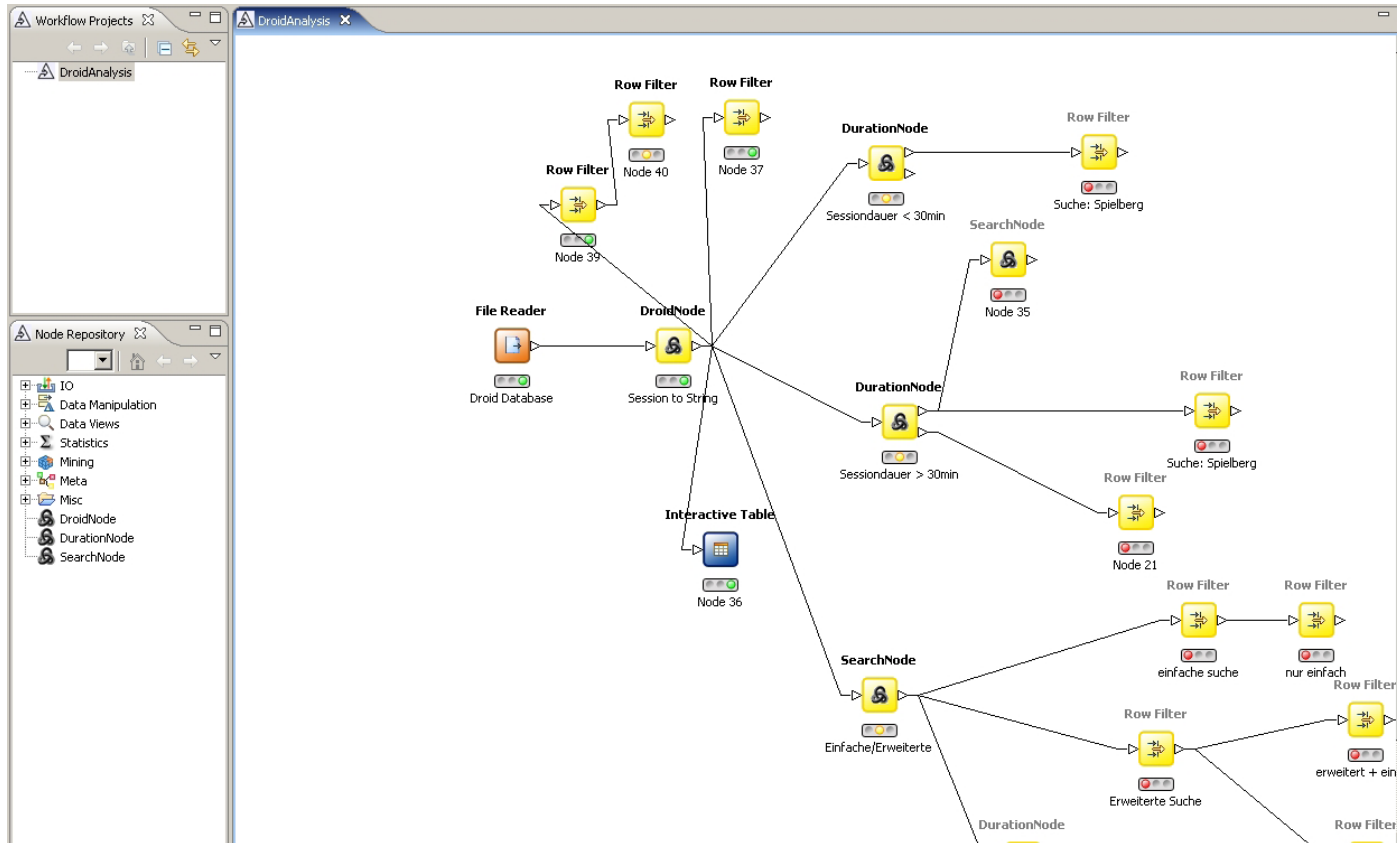 Workflow Projects
DroidAnalysis
Node Repository
IO
Data Manipulation
Data Views
Statistics
Mining
Meta
Misc
DroidNode
DurationNode
SearchNode
DroidAnalysis
Row Filter
Node 40
Row Filter
Node 37
Row Filter
Node 39
DurationNode
Sessiondauer < 30min
Row Filter
Suche: Spielberg
SearchNode
Node 35
File Reader
Droid Database
DroidNode
Session to String
DurationNode
Sessiondauer > 30min
Row Filter
Suche: Spielberg
Row Filter
Node 21
Interactive Table
Node 36
Row Filter
einfache suche
Row Filter
nur einfach
SearchNode
Einfache/Erweiterte
Row Filter
Erweiterte Suche
Row Filter
erweitert + ein
DurationNode
Row Filter